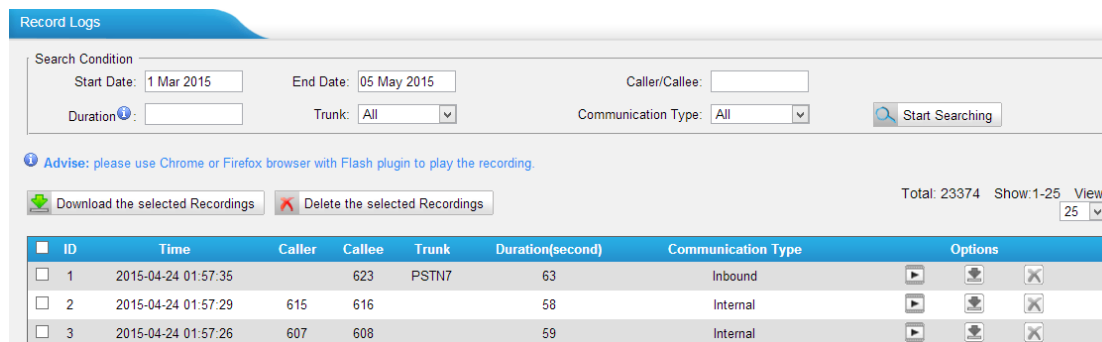 Record Logs
Search Condition
Start Date: 1 Mar 2015 End Date: 05 May 2015 Caller/Callee:
Duration : Trunk: All Communication Type: All Start Searching
Advise: please use Chrome or Firefox browser with Flash plugin to play the recording.
Download the selected Recordings Delete the selected Recordings Total: 23374 Show:1-25 View
25
ID Time Caller Callee Trunk Duration(second) Communication Type Options
1 2015-04-24 01:57:35 623 PSTN7 63 Inbound
2 2015-04-24 01:57:29 615 616 58 Internal
3 2015-04-24 01:57:26 607 608 59 Internal